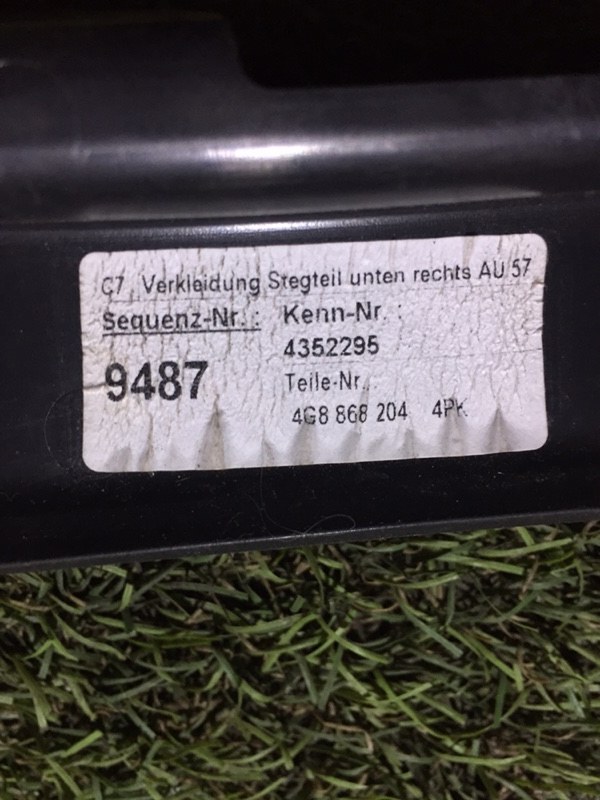 C7 Verkleidung Stegteil unten rechts AU 57
Sequenz-Nr. :
Kenn-Nr. :
4352295
9487
Teile-Nr.
4G8 868 204 4PK